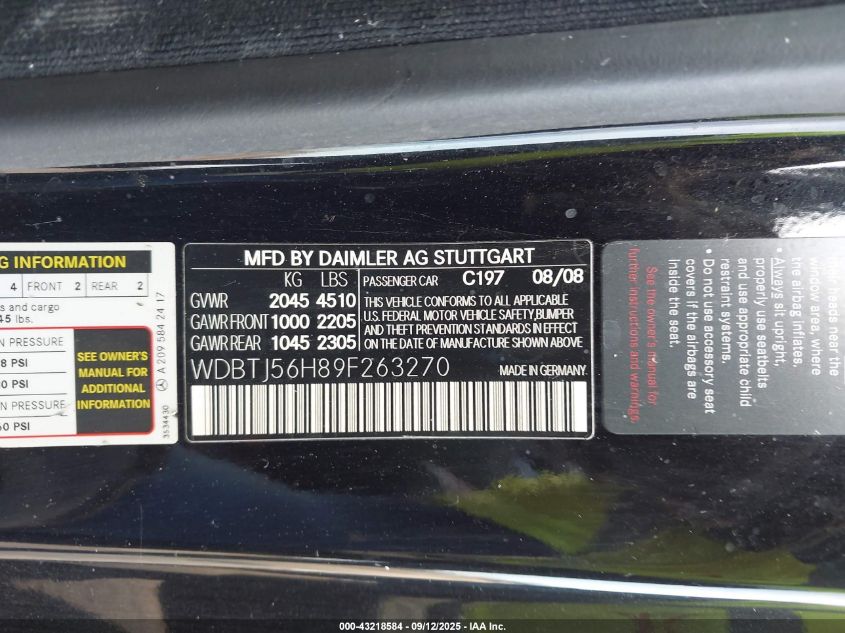 G INFORMATION
4 FRONT 2 REAR 2
s and cargo
45 lbs.
N PRESSURE
8 PSI
0 PSI
N PRESSURE
60 PSI
SEE OWNER'S
MANUAL FOR
ADDITIONAL
INFORMATION
A 209 584 24 17
3534430
MFD BY DAIMLER AG STUTTGART
KG LBS
GVWR 2045 4510
GAWR FRONT 1000 2205
GAWR REAR 1045 2305
PASSENGER CAR C197 08/08
THIS VEHICLE CONFORMS TO ALL APPLICABLE
U.S. FEDERAL MOTOR VEHICLE SAFETY,BUMPER
AND THEFT PREVENTION STANDARDS IN EFFECT
ON THE DATE OF MANUFACTURE SHOWN ABOVE
WDBTJ56H89F263270
MADE IN GERMANY
their heads near the
window area, where
the airbag inflates.
• Always sit upright,
properly use seatbelts
and use appropriate child
restraint systems.
• Do not use accessory seat
covers if the airbags are
inside the seat.
See the owner's manual for
further instructions and
000-43218584 - 09/12/2025 - IAAI, Inc.